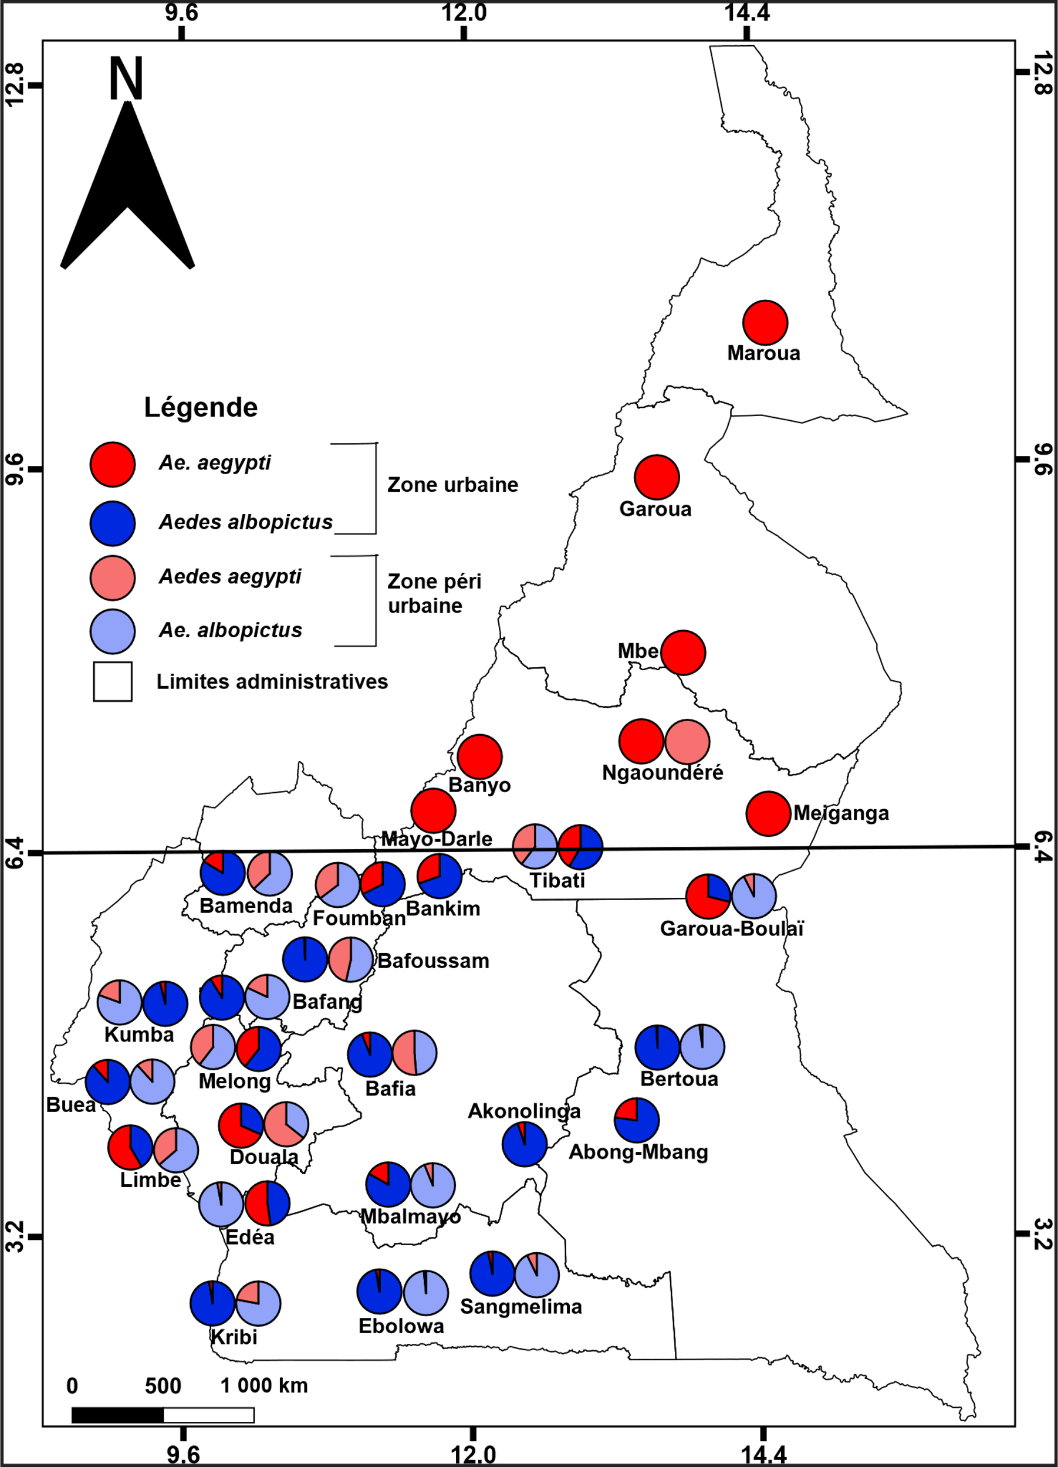 9.6 12.0 14.4
12.8 12.8
N
Maroua
Légende
Ae. aegypti
Zone urbaine
Aedes albopictus
Aedes aegypti
Zone péri
urbaine
Ae. albopictus
Limites administratives
9.6 9.6
Garoua
Mbe
Ngaoundéré
Banyo
Meiganga
Mayo-Darle
6.4 6.4
Tibati
Bamenda
Foumban
Bankim
Garoua-Boulaï
Bafoussam
Bafang
Kumba
Melong
Bafia
Bertoua
Buea
Akonolinga
Abong-Mbang
Douala
Limbe
Mbalmayo
Edéa
3.2 3.2
Sangmelima
Ebolowa
Kribi
0 500 1 000 km
9.6 12.0 14.4